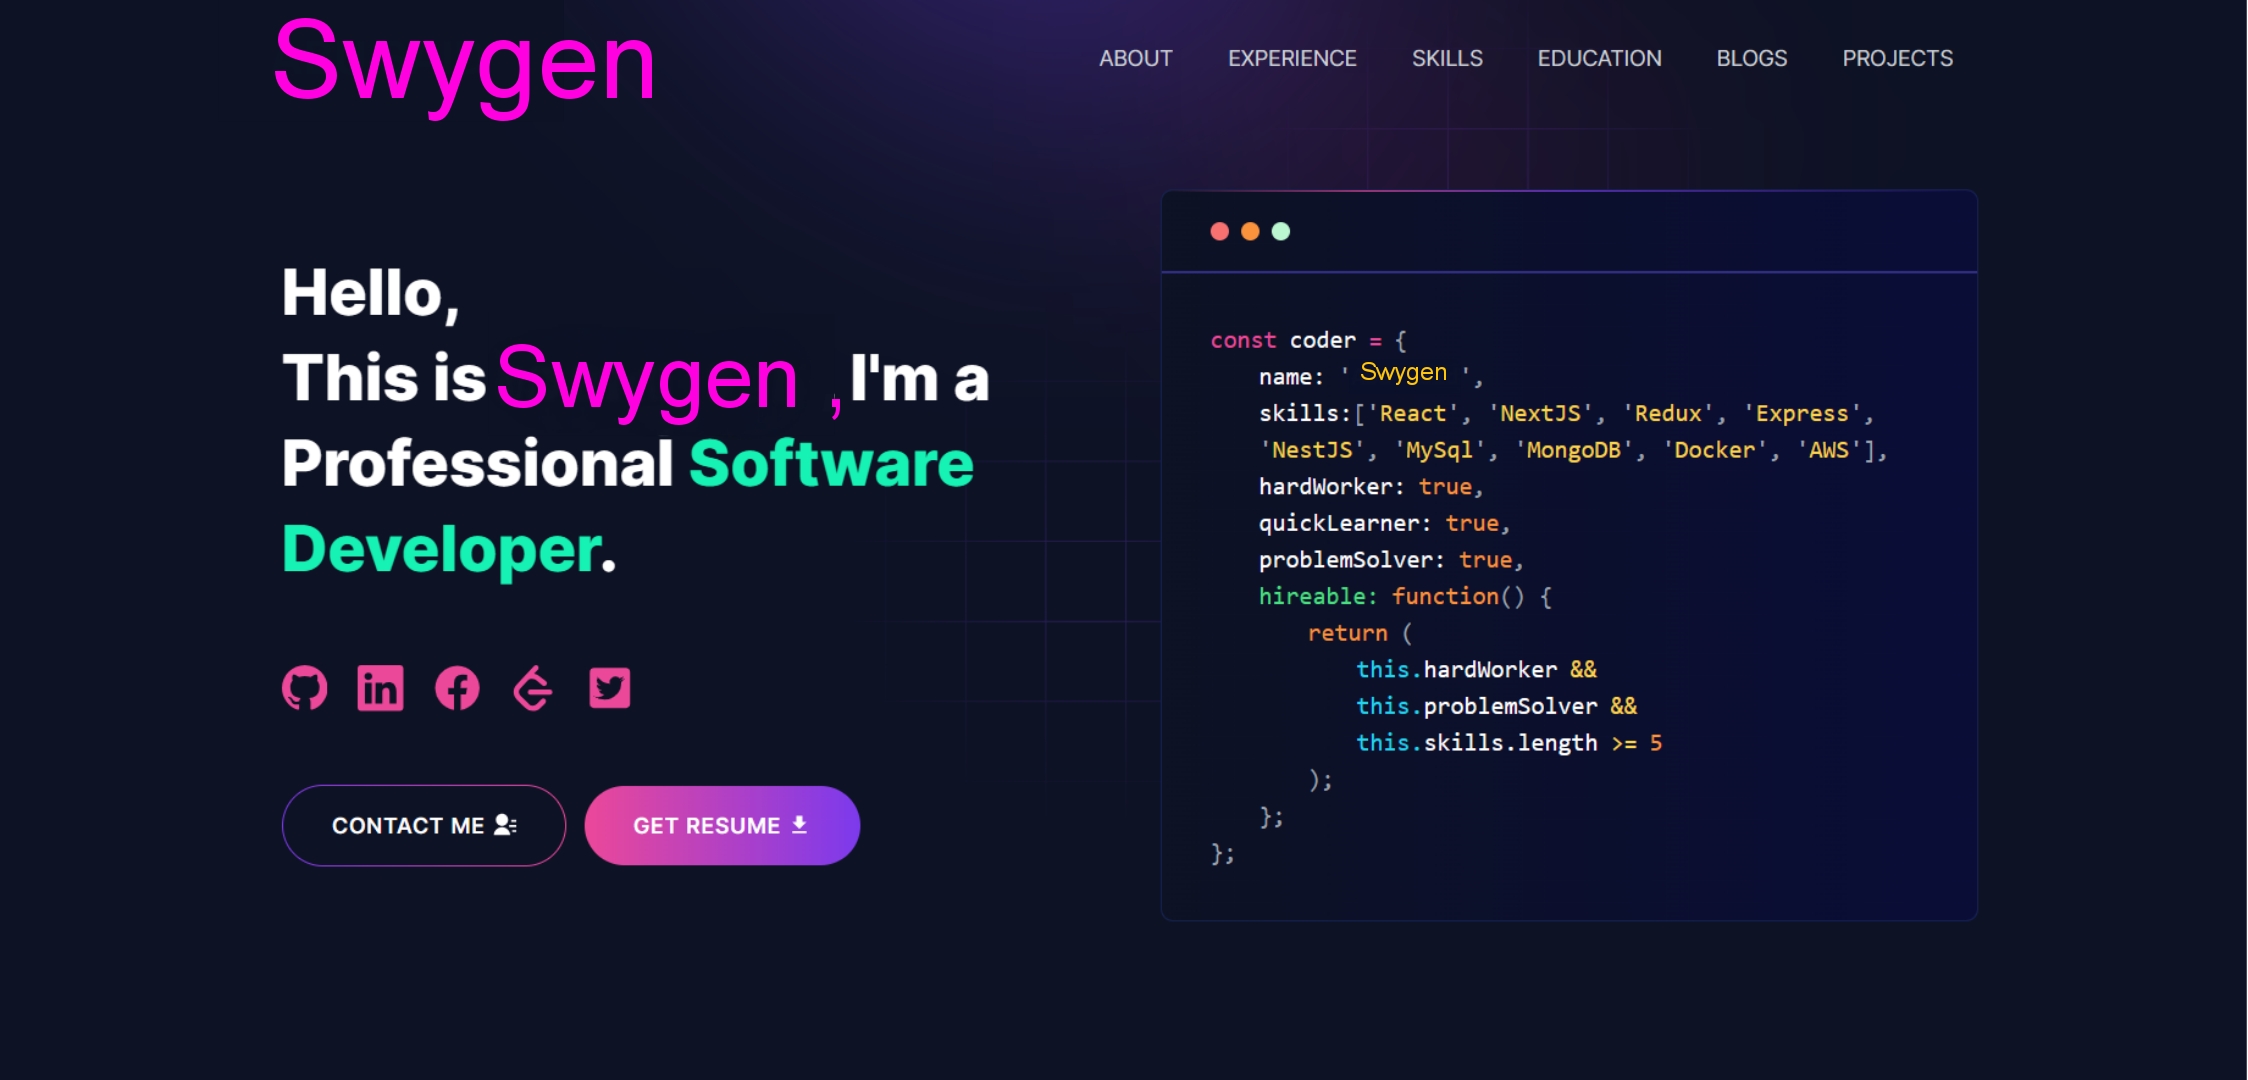 Swygen
ABOUT EXPERIENCE SKILLS EDUCATION BLOGS PROJECTS
Hello,
This is Swygen , I'm a
Professional Software
Developer.
CONTACT ME GET RESUME
const coder = {
name: ' Swygen ',
skills:['React', 'NextJS', 'Redux', 'Express',
'NestJS', 'MySql', 'MongoDB', 'Docker', 'AWS'],
hardWorker: true,
quickLearner: true,
problemSolver: true,
hireable: function() {
return (
this.hardWorker &&
this.problemSolver &&
this.skills.length >= 5
);
};
};